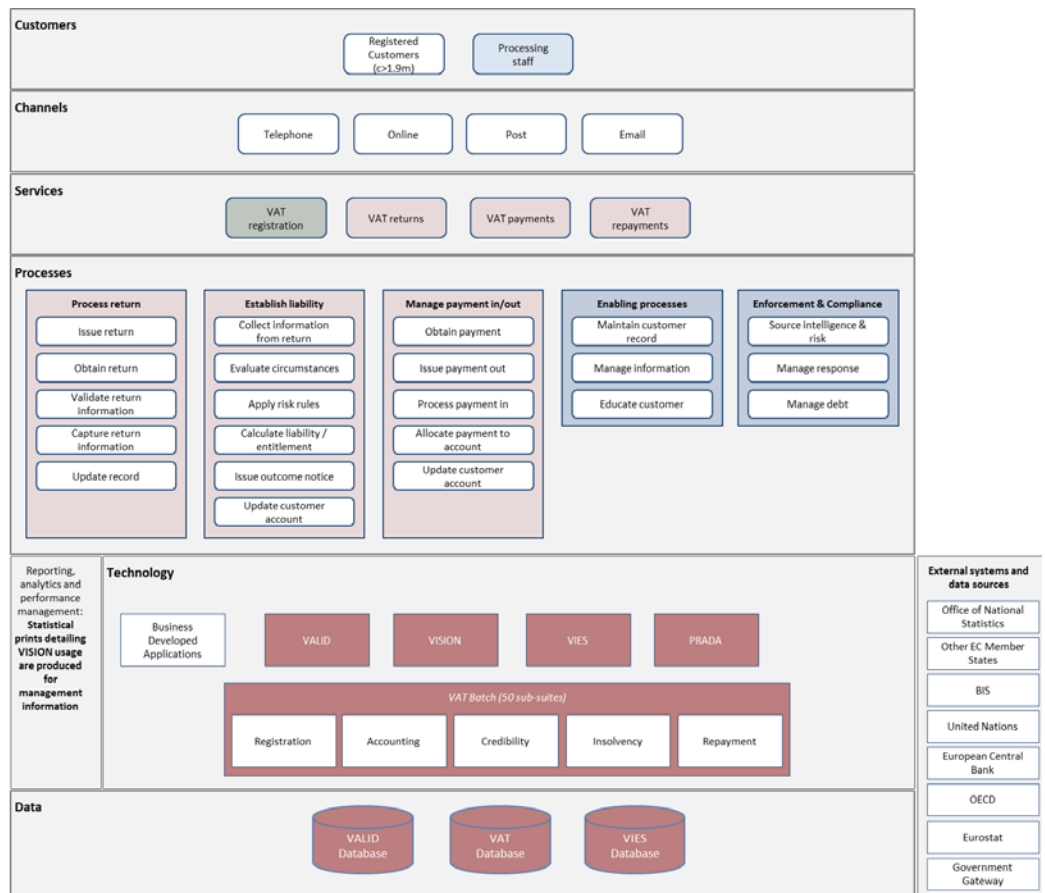 Customers
Registered
Customers
(c>1.9m)
Processing
staff
Channels
Telephone
Online
Post
Email
Services
VAT
registration
VAT returns
VAT payments
VAT
repayments
Processes
Process return
Issue return
Obtain return
Validate return
information
Capture return
information
Update record
Establish liability
Collect information
from return
Evaluate circumstances
Apply risk rules
Calculate liability /
entitlement
Issue outcome notice
Update customer
account
Manage payment in/out
Obtain payment
Issue payment out
Process payment in
Allocate payment to
account
Update customer
account
Enabling processes
Maintain customer
record
Manage information
Educate customer
Enforcement & Compliance
Source intelligence &
risk
Manage response
Manage debt
Reporting,
analytics and
performance
management:
Statistical
prints detailing
VISION usage
are produced
for
management
information
Technology
Business
Developed
Applications
VALID
VISION
VIES
PRADA
VAT Batch (50 sub-suites)
Registration
Accounting
Credibility
Insolvency
Repayment
External systems and
data sources
Office of National
Statistics
Other EC Member
States
BIS
United Nations
European Central
Bank
OECD
Eurostat
Government
Gateway
Data
VALID
Database
VAT
Database
VIES
Database